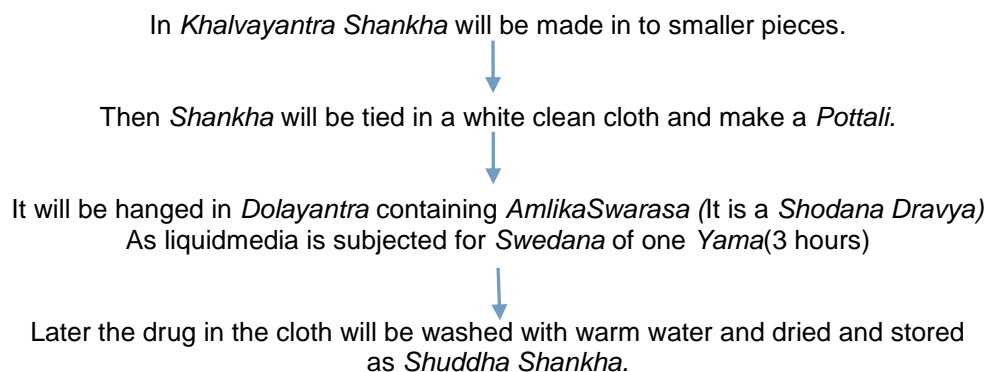 In Khalvayantra Shankha will be made in to smaller pieces.
Then Shankha will be tied in a white clean cloth and make a Pottali.
It will be hanged in Dolayantra containing AmlikaSwarasa (It is a Shodana Dravya)
As liquidmedia is subjected for Swedana of one Yama(3 hours)
Later the drug in the cloth will be washed with warm water and dried and stored
as Shuddha Shankha.